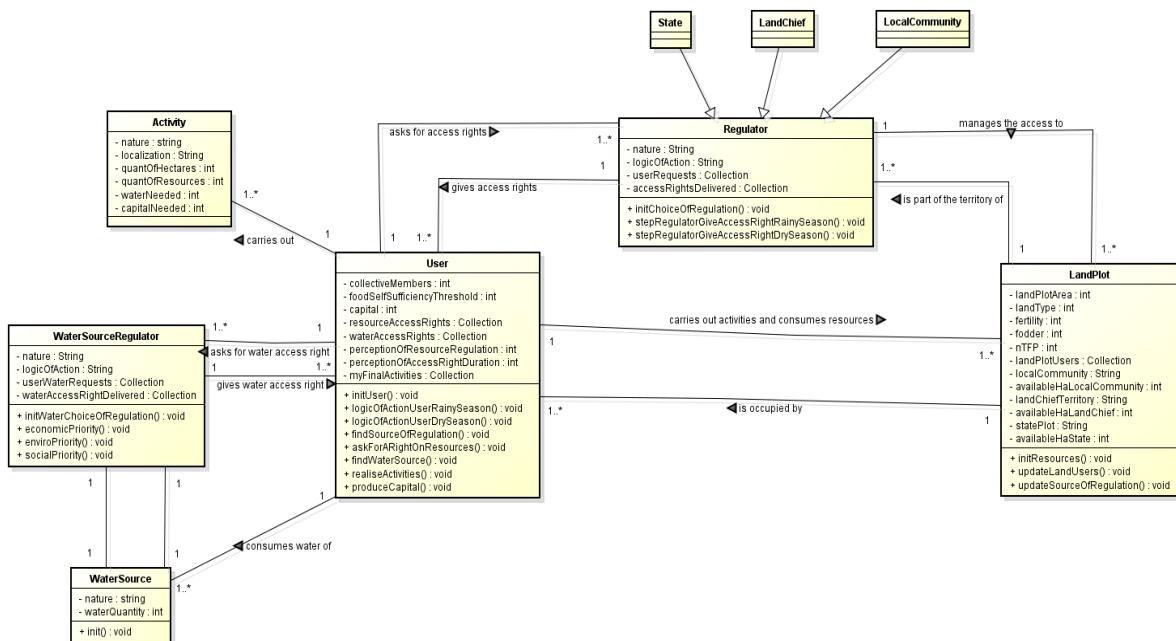 State
LandChief
LocalCommunity
Activity
- nature : string
- localization : String
- quantOfHectares : int
- quantOfResources : int
- waterNeeded : int
- capitalNeeded : int
asks for access rights
1..*
Regulator
- nature : String
- logicOfAction : String
- userRequests : Collection
- accessRightsDelivered : Collection
+ initChoiceOfRegulation() : void
+ stepRegulatorGiveAccessRightRainySeason() : void
+ stepRegulatorGiveAccessRightDrySeason() : void
1
manages the access to
1
gives access rights
1..*
is part of the territory of
1..*
carries out
1
1
1..*
1
1..*
User
- collectiveMembers : int
- foodSelfSufficiencyThreshold : int
- capital : int
- resourceAccessRights : Collection
- waterAccessRights : Collection
- perceptionOfResourceRegulation : int
- perceptionOfAccessRightDuration : int
- myFinalActivities : Collection
+ initUser() : void
+ logicOfActionUserRainySeason() : void
+ logicOfActionUserDrySeason() : void
+ findSourceOfRegulation() : void
+ askForARightOnResources() : void
+ findWaterSource() : void
+ realiseActivities() : void
+ produceCapital() : void
LandPlot
- landPlotArea : int
- landType : int
- fertility : int
- fodder : int
- nTFP : int
- landPlotUsers : Collection
- localCommunity : String
- availableHaLocalCommunity : int
- landChiefTerritory : String
- availableHaLandChief : int
- statePlot : String
- availableHaState : int
+ initResources() : void
+ updateLandUsers() : void
+ updateSourceOfRegulation() : void
carries out activities and consumes resources
1
1..*
is occupied by
1..*
1
WaterSourceRegulator
- nature : String
- logicOfAction : String
- userWaterRequests : Collection
- waterAccessRightDelivered : Collection
+ initWaterChoiceOfRegulation() : void
+ economicPriority() : void
+ enviroPriority() : void
+ socialPriority() : void
1..*
1
asks for water access right
1
1..*
gives water access right
1
1
1
1
1
consumes water of
1..*
WaterSource
- nature : string
- waterQuantity : int
+ init() : void